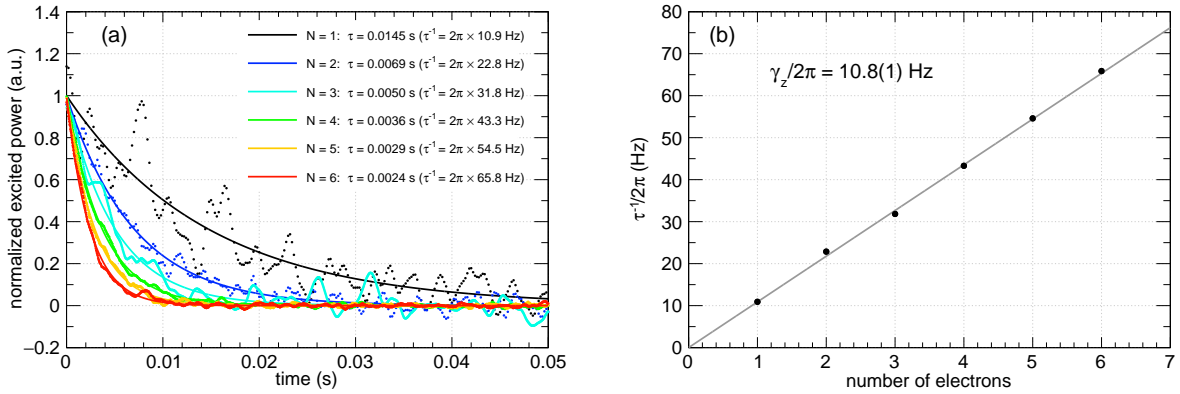 (a)
N = 1: τ = 0.0145 s (τ⁻¹ = 2π × 10.9 Hz)
N = 2: τ = 0.0069 s (τ⁻¹ = 2π × 22.8 Hz)
N = 3: τ = 0.0050 s (τ⁻¹ = 2π × 31.8 Hz)
N = 4: τ = 0.0036 s (τ⁻¹ = 2π × 43.3 Hz)
N = 5: τ = 0.0029 s (τ⁻¹ = 2π × 54.5 Hz)
N = 6: τ = 0.0024 s (τ⁻¹ = 2π × 65.8 Hz)
normalized excited power (a.u.)
1.4
1.2
1
0.8
0.6
0.4
0.2
0
−0.2
0 0.01 0.02 0.03 0.04 0.05
time (s)
(b)
γz/2π = 10.8(1) Hz
τ⁻¹/2π (Hz)
80
70
60
50
40
30
20
10
0
0 1 2 3 4 5 6 7
number of electrons